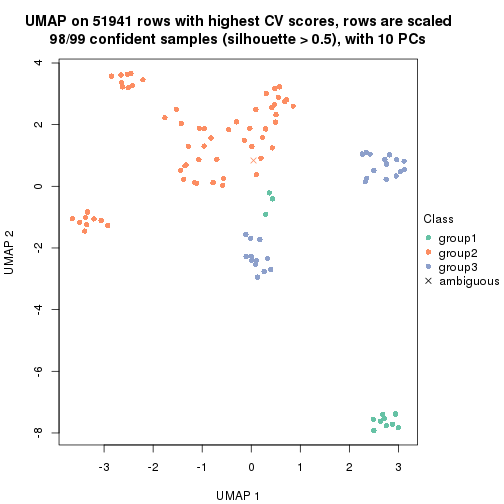 UMAP on 51941 rows with highest CV scores, rows are scaled
98/99 confident samples (silhouette > 0.5), with 10 PCs
4
2
0
-2
-4
-6
-8
UMAP 2
-3
-2
-1
0
1
2
3
UMAP 1
Class
group1
group2
group3
ambiguous